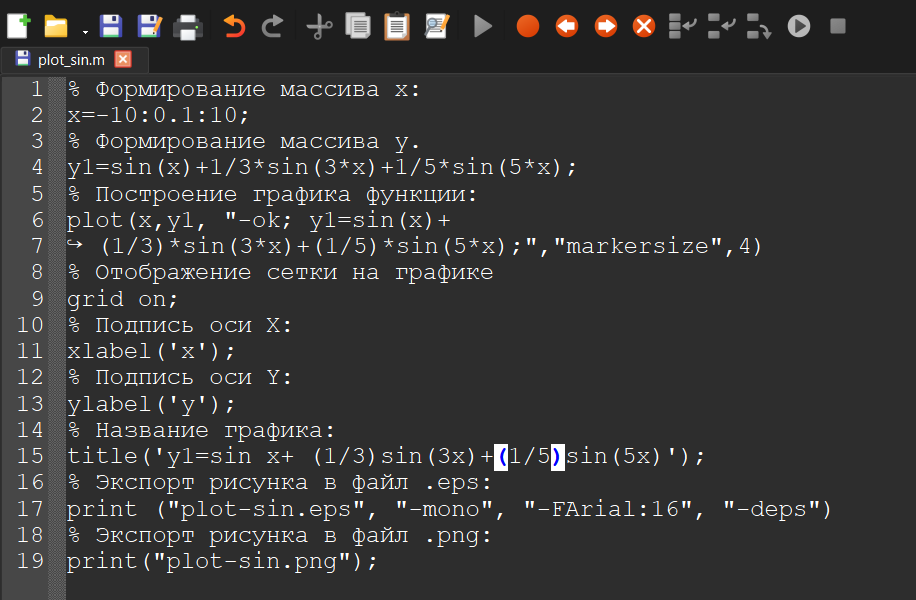 plot_sin.m
1 % Формирование массива x:
2 x=-10:0.1:10;
3 % Формирование массива y.
4 y1=sin(x)+1/3*sin(3*x)+1/5*sin(5*x);
5 % Построение графика функции:
6 plot(x,y1, "-ok; y1=sin(x)+
7 ↪ (1/3)*sin(3*x)+(1/5)*sin(5*x);","markersize",4)
8 % Отображение сетки на графике
9 grid on;
10 % Подпись оси X:
11 xlabel('x');
12 % Подпись оси Y:
13 ylabel('y');
14 % Название графика:
15 title('y1=sin x+ (1/3)sin(3x)+(1/5)sin(5x)');
16 % Экспорт рисунка в файл .eps:
17 print ("plot-sin.eps", "-mono", "-FArial:16", "-deps")
18 % Экспорт рисунка в файл .png:
19 print("plot-sin.png");